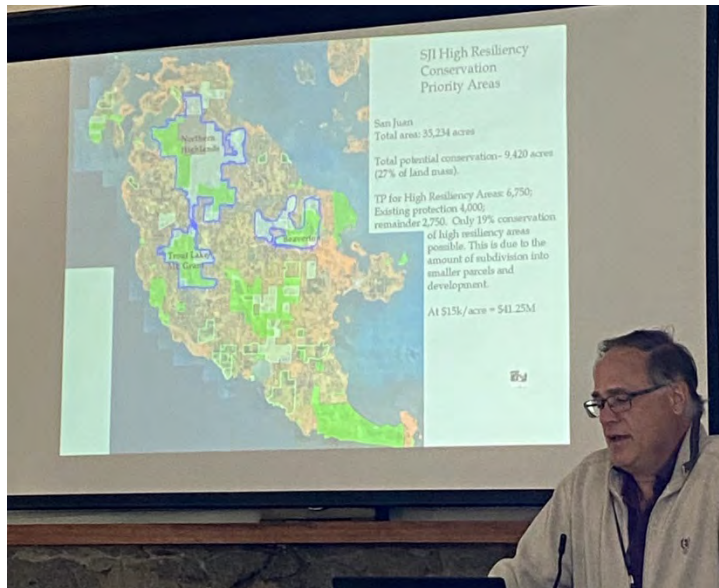 SJI High Resiliency
Conservation
Priority Areas
San Juan
Total area: 35,234 acres
Total potential conservation- 9,420 acres
(27% of land mass).
TP for High Resiliency Areas: 6,750;
Existing protection 4,000;
remainder 2,750. Only 19% conservation
of high resiliency areas
possible. This is due to the
amount of subdivision into
smaller parcels and
development.
At $15k/acre = $41.25M
Northern
Highlands
Beaverton
Trout Lake
Mt Grant